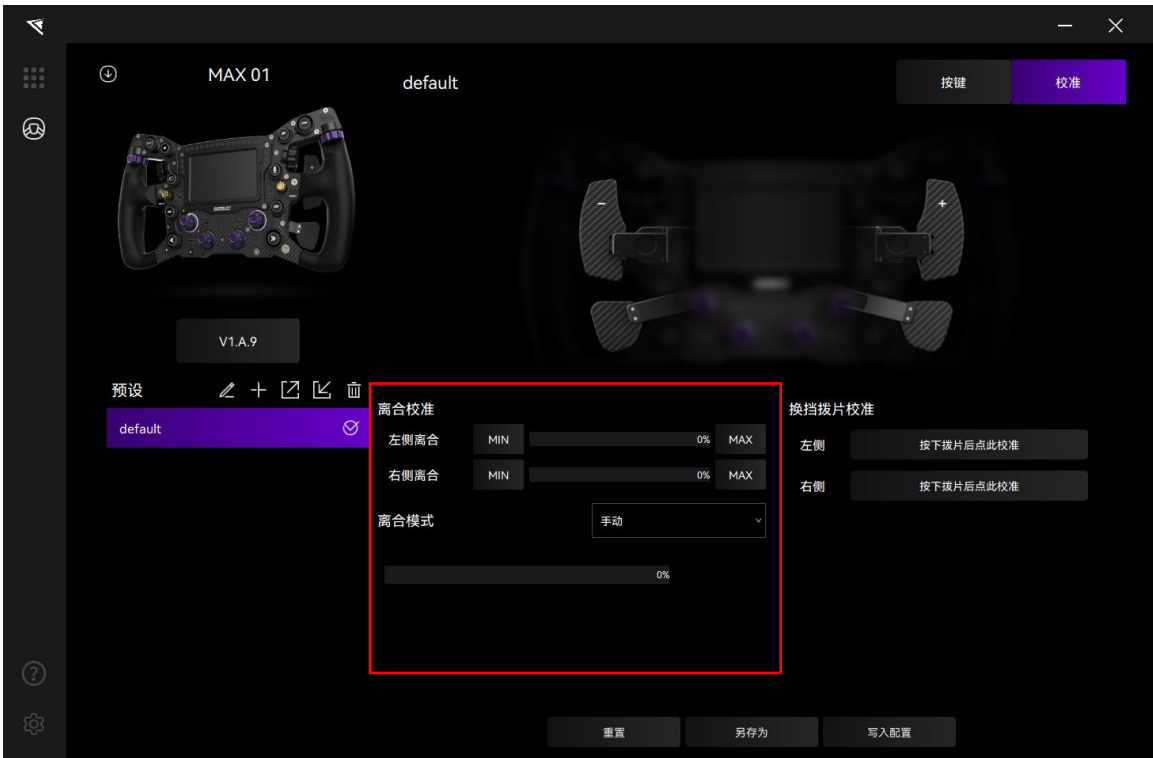 MAX 01
default
按键
校准
-
+
V1.A.9
预设
default
离合校准
左侧离合 MIN 0% MAX
右侧离合 MIN 0% MAX
离合模式 手动
0%
换挡拨片校准
左侧 按下拨片后点此校准
右侧 按下拨片后点此校准
重置
另存为
写入配置